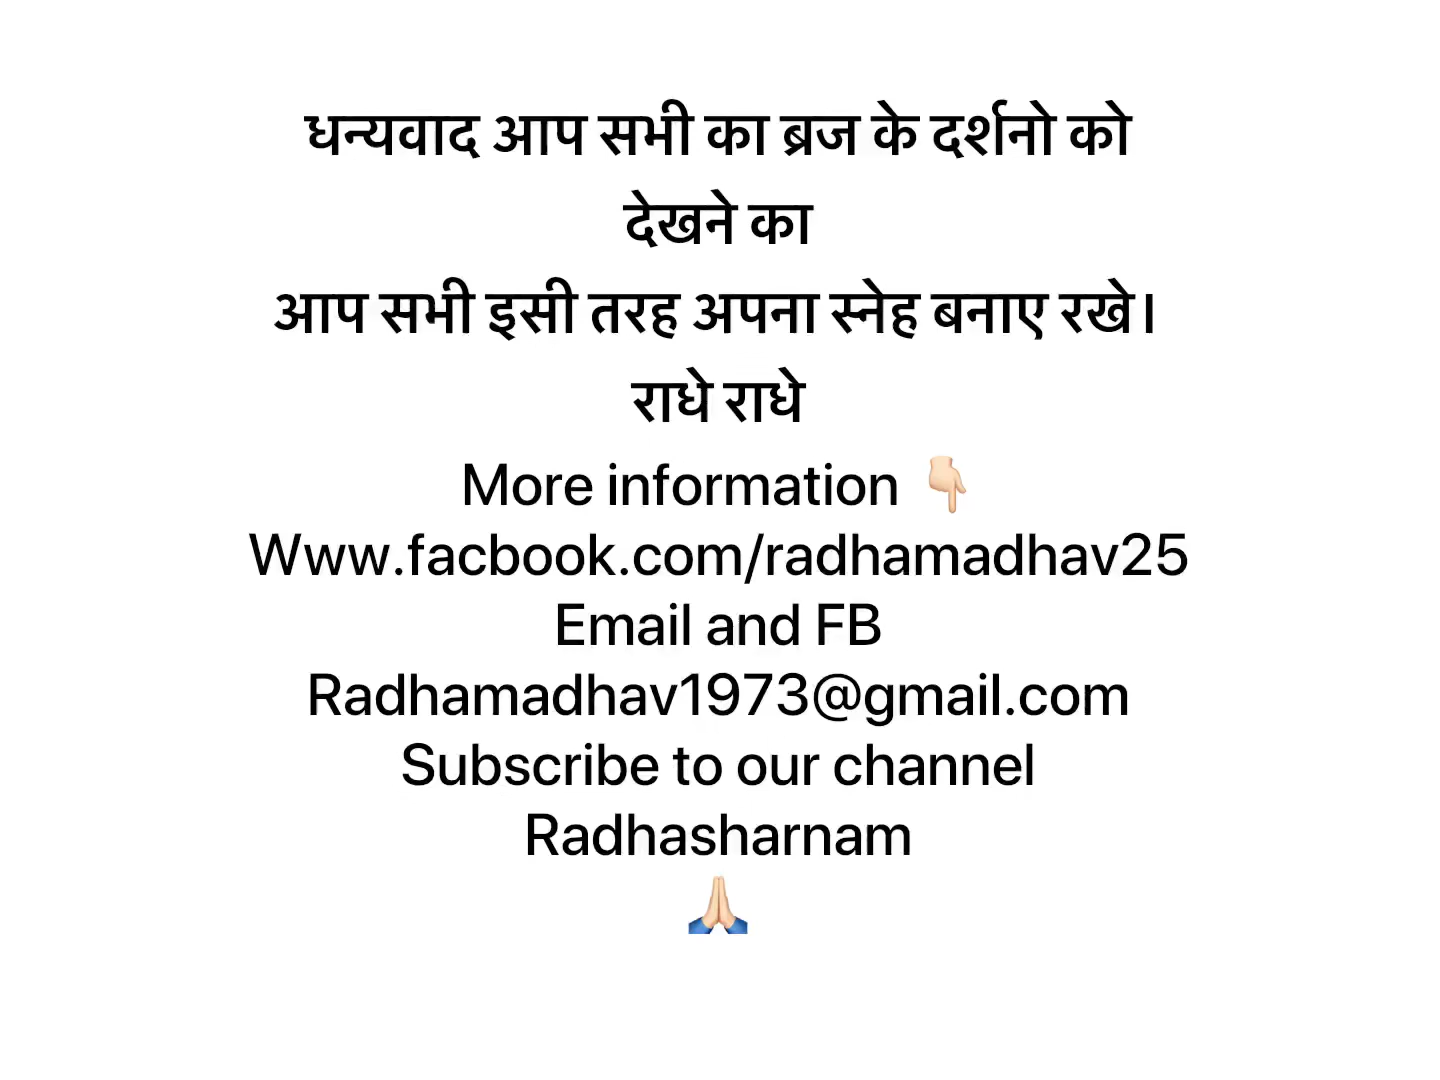 धन्यवाद आप सभी का ब्रज के दर्शनो को
देखने का
आप सभी इसी तरह अपना स्नेह बनाए रखे।
राधे राधे
More information 👇🏻
Www.facbook.com/radhamadhav25
Email and FB
Radhamadhav1973@gmail.com
Subscribe to our channel
Radhasharnam
🙏🏻